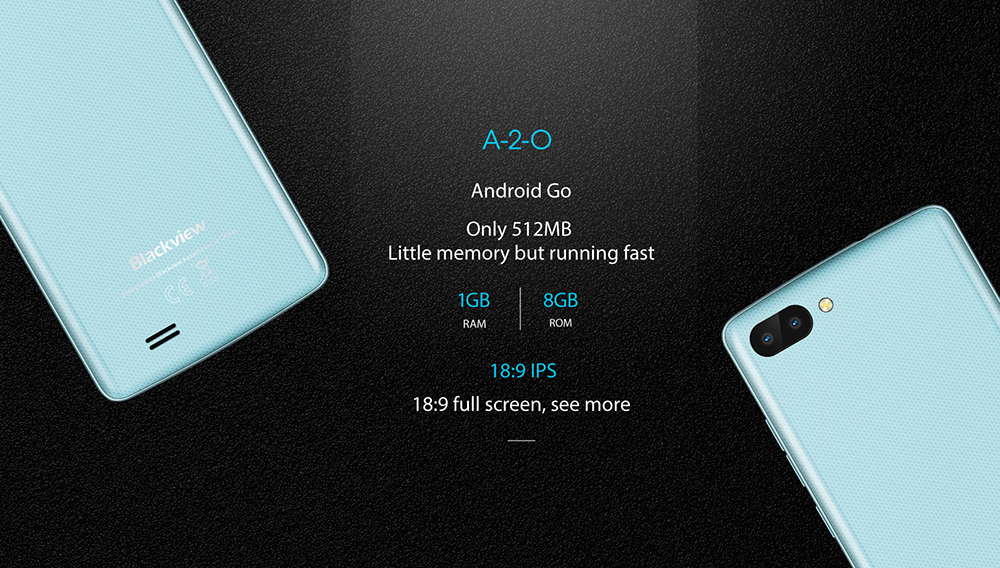 A-2-O
Android Go
Only 512MB
Little memory but running fast
1GB
RAM
8GB
ROM
18:9 IPS
18:9 full screen, see more
Blackview
CE